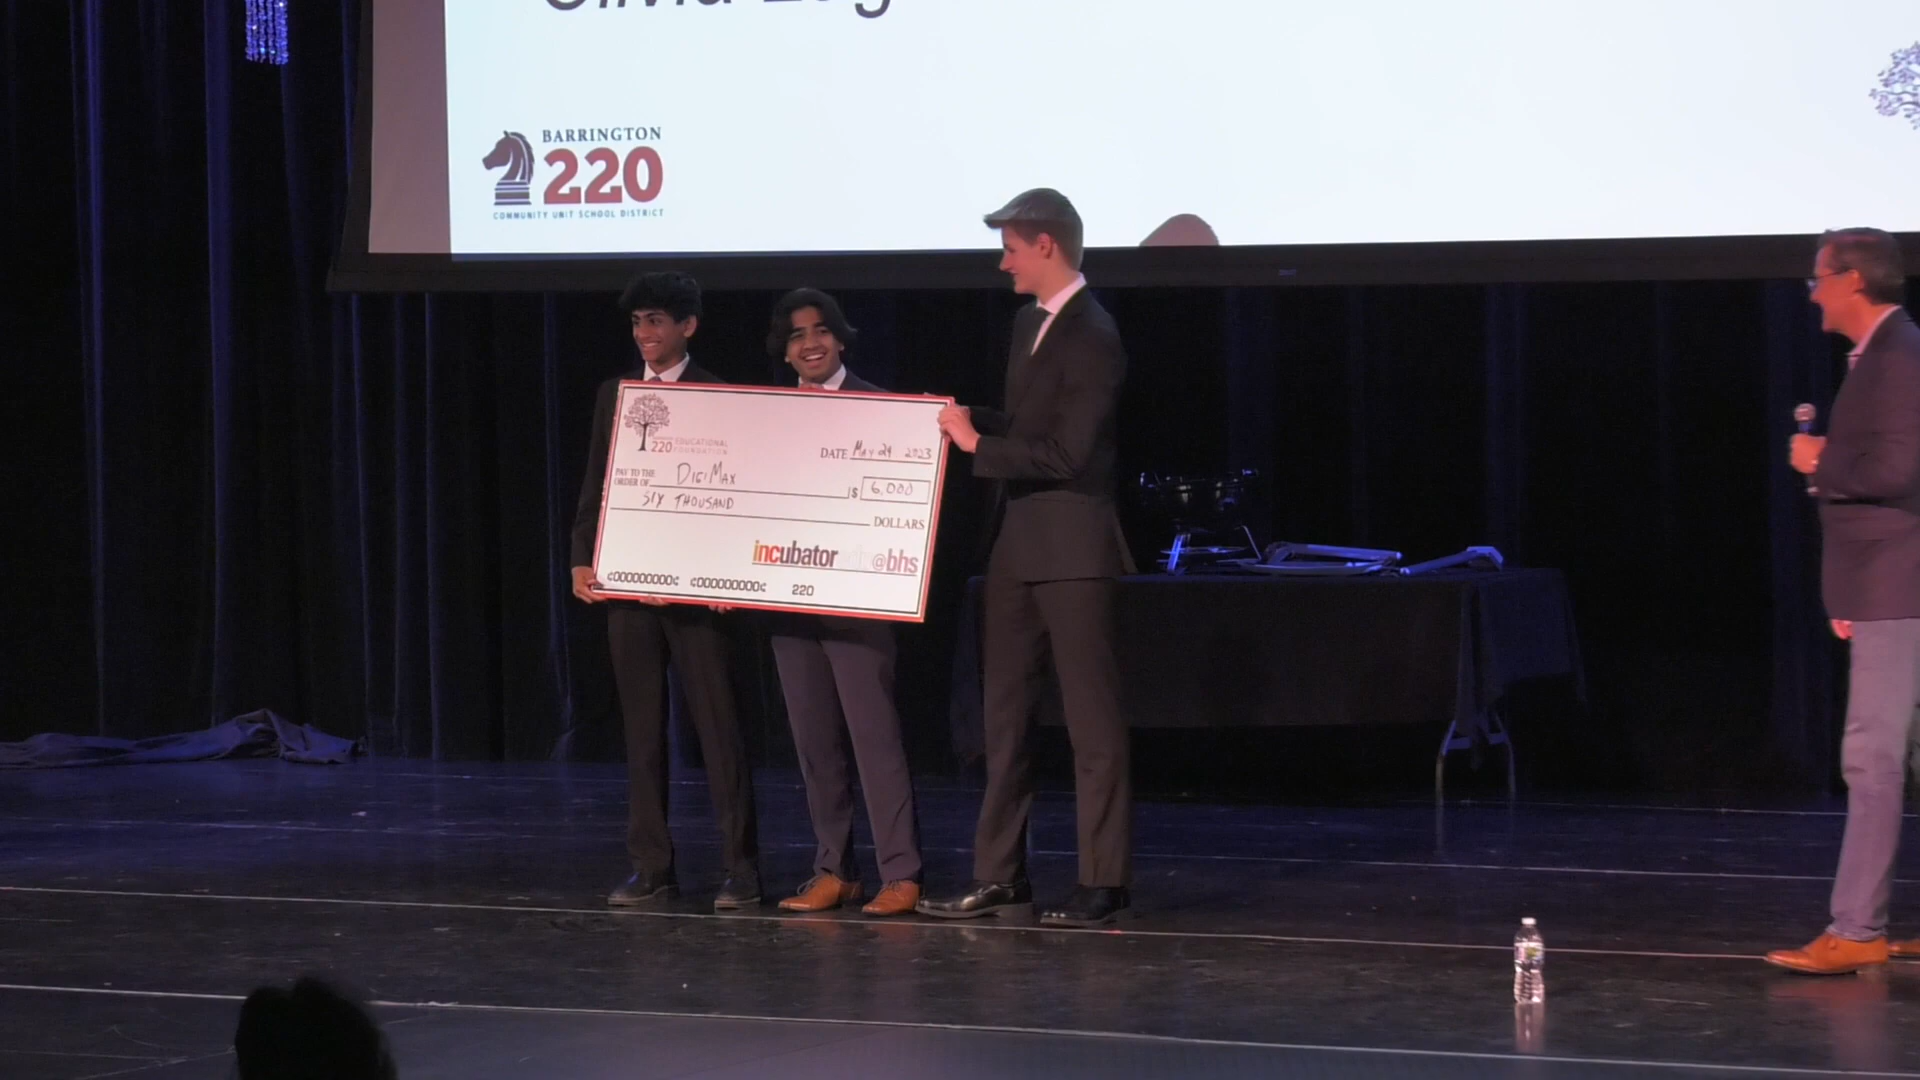 BARRINGTON
220
COMMUNITY UNIT SCHOOL DISTRICT
220 EDUCATIONAL
FOUNDATION
DATE May 24 2023
PAY TO THE
ORDER OF DigiMax
$ 6,000
SIX THOUSAND
DOLLARS
incubator @bhs
¢000000000¢ ¢000000000¢ 220